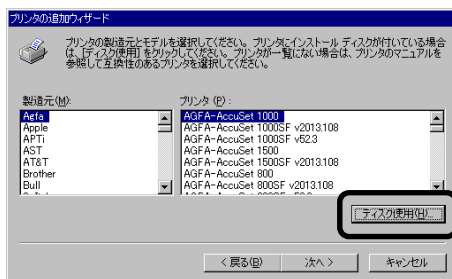 プリンタの追加ウィザード
プリンタの製造元とモデルを選択してください。プリンタにインストール ディスクが付いている場合
は、[ディスク使用] をクリックしてください。プリンタが一覧にない場合は、プリンタのマニュアルを
参照して互換性のあるプリンタを選択してください。
製造元(M):
プリンタ (P) :
Agfa
Apple
APTi
AST
AT&T
Brother
Bull
AGFA-AccuSet 1000
AGFA-AccuSet 1000SF v2013.108
AGFA-AccuSet 1000SF v52.3
AGFA-AccuSet 1500
AGFA-AccuSet 1500SF v2013.108
AGFA-AccuSet 800
AGFA-AccuSet 800SF v2013.108
ディスク使用(H)...
< 戻る(B)
次へ >
キャンセル